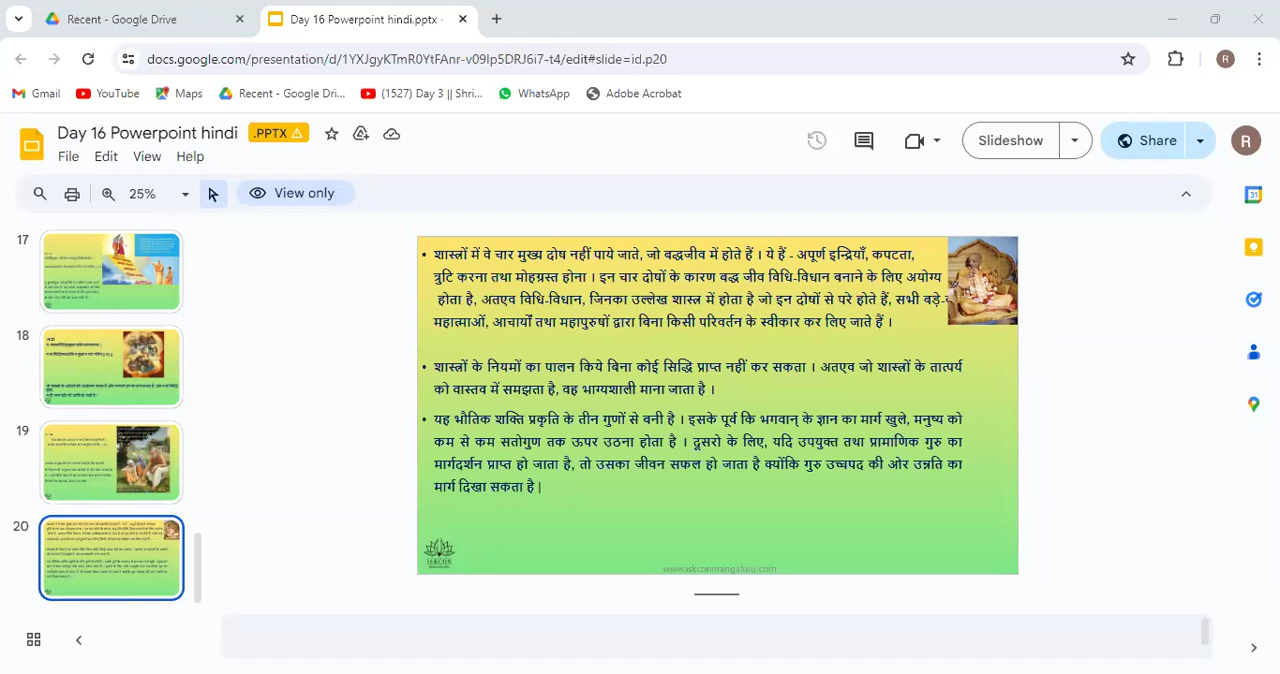 Recent - Google Drive
Day 16 Powerpoint hindi.pptx -
docs.google.com/presentation/d/1YXJgyKTmR0YtFAnr-v09Ip5DRJ6i7-t4/edit#slide=id.p20
Gmail YouTube Maps Recent - Google Dri... (1527) Day 3 || Shri... WhatsApp Adobe Acrobat
Day 16 Powerpoint hindi .PPTX
File Edit View Help
Slideshow Share R
25% View only
17
18
19
20
शास्त्रों में वे चार मुख्य दोष नहीं पाये जाते, जो बद्धजीव में होते हैं । ये हैं - अपूर्ण इन्द्रियाँ, कपटता,
त्रुटि करना तथा मोहग्रस्त होना । इन चार दोषों के कारण बद्ध जीव विधि-विधान बनाने के लिए अयोग्य
होता है, अतएव विधि-विधान, जिनका उल्लेख शास्त्र में होता है जो इन दोषों से परे होते हैं, सभी बड़े-
महात्माओं, आचार्यों तथा महापुरुषों द्वारा बिना किसी परिवर्तन के स्वीकार कर लिए जाते हैं ।
शास्त्रों के नियमों का पालन किये बिना कोई सिद्धि प्राप्त नहीं कर सकता । अतएव जो शास्त्रों के तात्पर्य
को वास्तव में समझता है, वह भाग्यशाली माना जाता है ।
यह भौतिक शक्ति प्रकृति के तीन गुणों से बनी है । इसके पूर्व कि भगवान् के ज्ञान का मार्ग खुले, मनुष्य को
कम से कम सतोगुण तक ऊपर उठना होता है । दूसरो के लिए, यदि उपयुक्त तथा प्रामाणिक गुरु का
मार्गदर्शन प्राप्त हो जाता है, तो उसका जीवन सफल हो जाता है क्योंकि गुरु उच्चपद की ओर उन्नति का
मार्ग दिखा सकता है |
ISKCON
www.iskconmangaluru.com